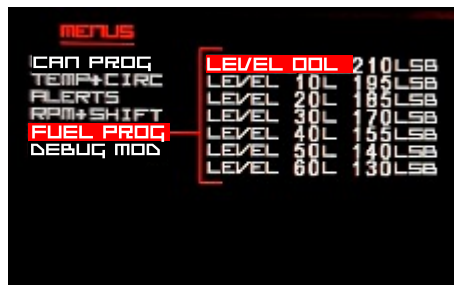 MENUS
CAN PROG
TEMP+CIRC
ALERTS
RPM+SHIFT
FUEL PROG
DEBUG MOD
LEVEL 00L 210LSB
LEVEL 10L 195LSB
LEVEL 20L 185LSB
LEVEL 30L 170LSB
LEVEL 40L 155LSB
LEVEL 50L 140LSB
LEVEL 60L 130LSB